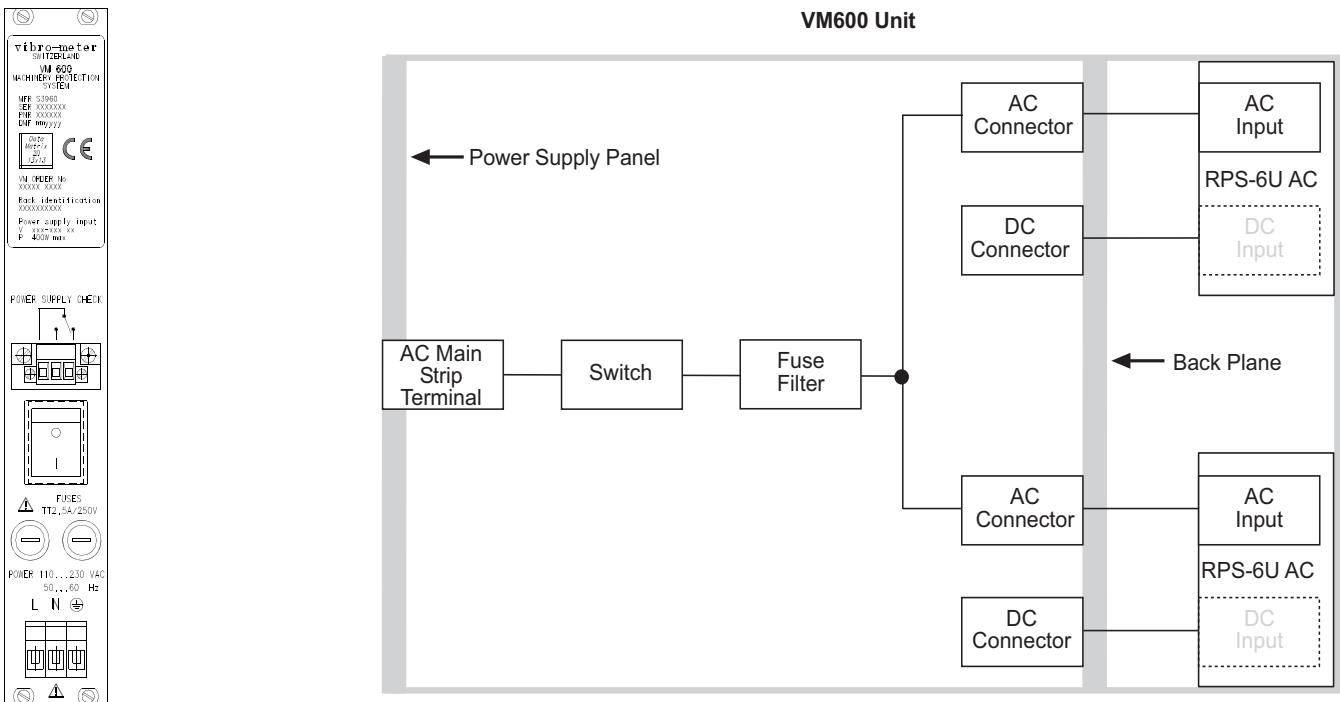 vibro-meter
SWITZERLAND
VM 600
MACHINERY PROTECTION
SYSTEM
MFR S3960
SER XXXXXXX
PNR XXXXXX
DMF mmyyyy
Data
Matrix
2D
13x13
CE
VM ORDER No
XXXXX XXXX
Rack identification
XXXXXXXXXX
Power supply input
V xxx-xxx xx
P 400W max
POWER SUPPLY CHECK
FUSES
TT2,5A/250V
POWER 110...230 VAC
50...60 Hz
L N
VM600 Unit
Power Supply Panel
AC Main
Strip
Terminal
Switch
Fuse
Filter
AC
Connector
DC
Connector
AC
Input
RPS-6U AC
DC
Input
Back Plane
AC
Connector
DC
Connector
AC
Input
RPS-6U AC
DC
Input